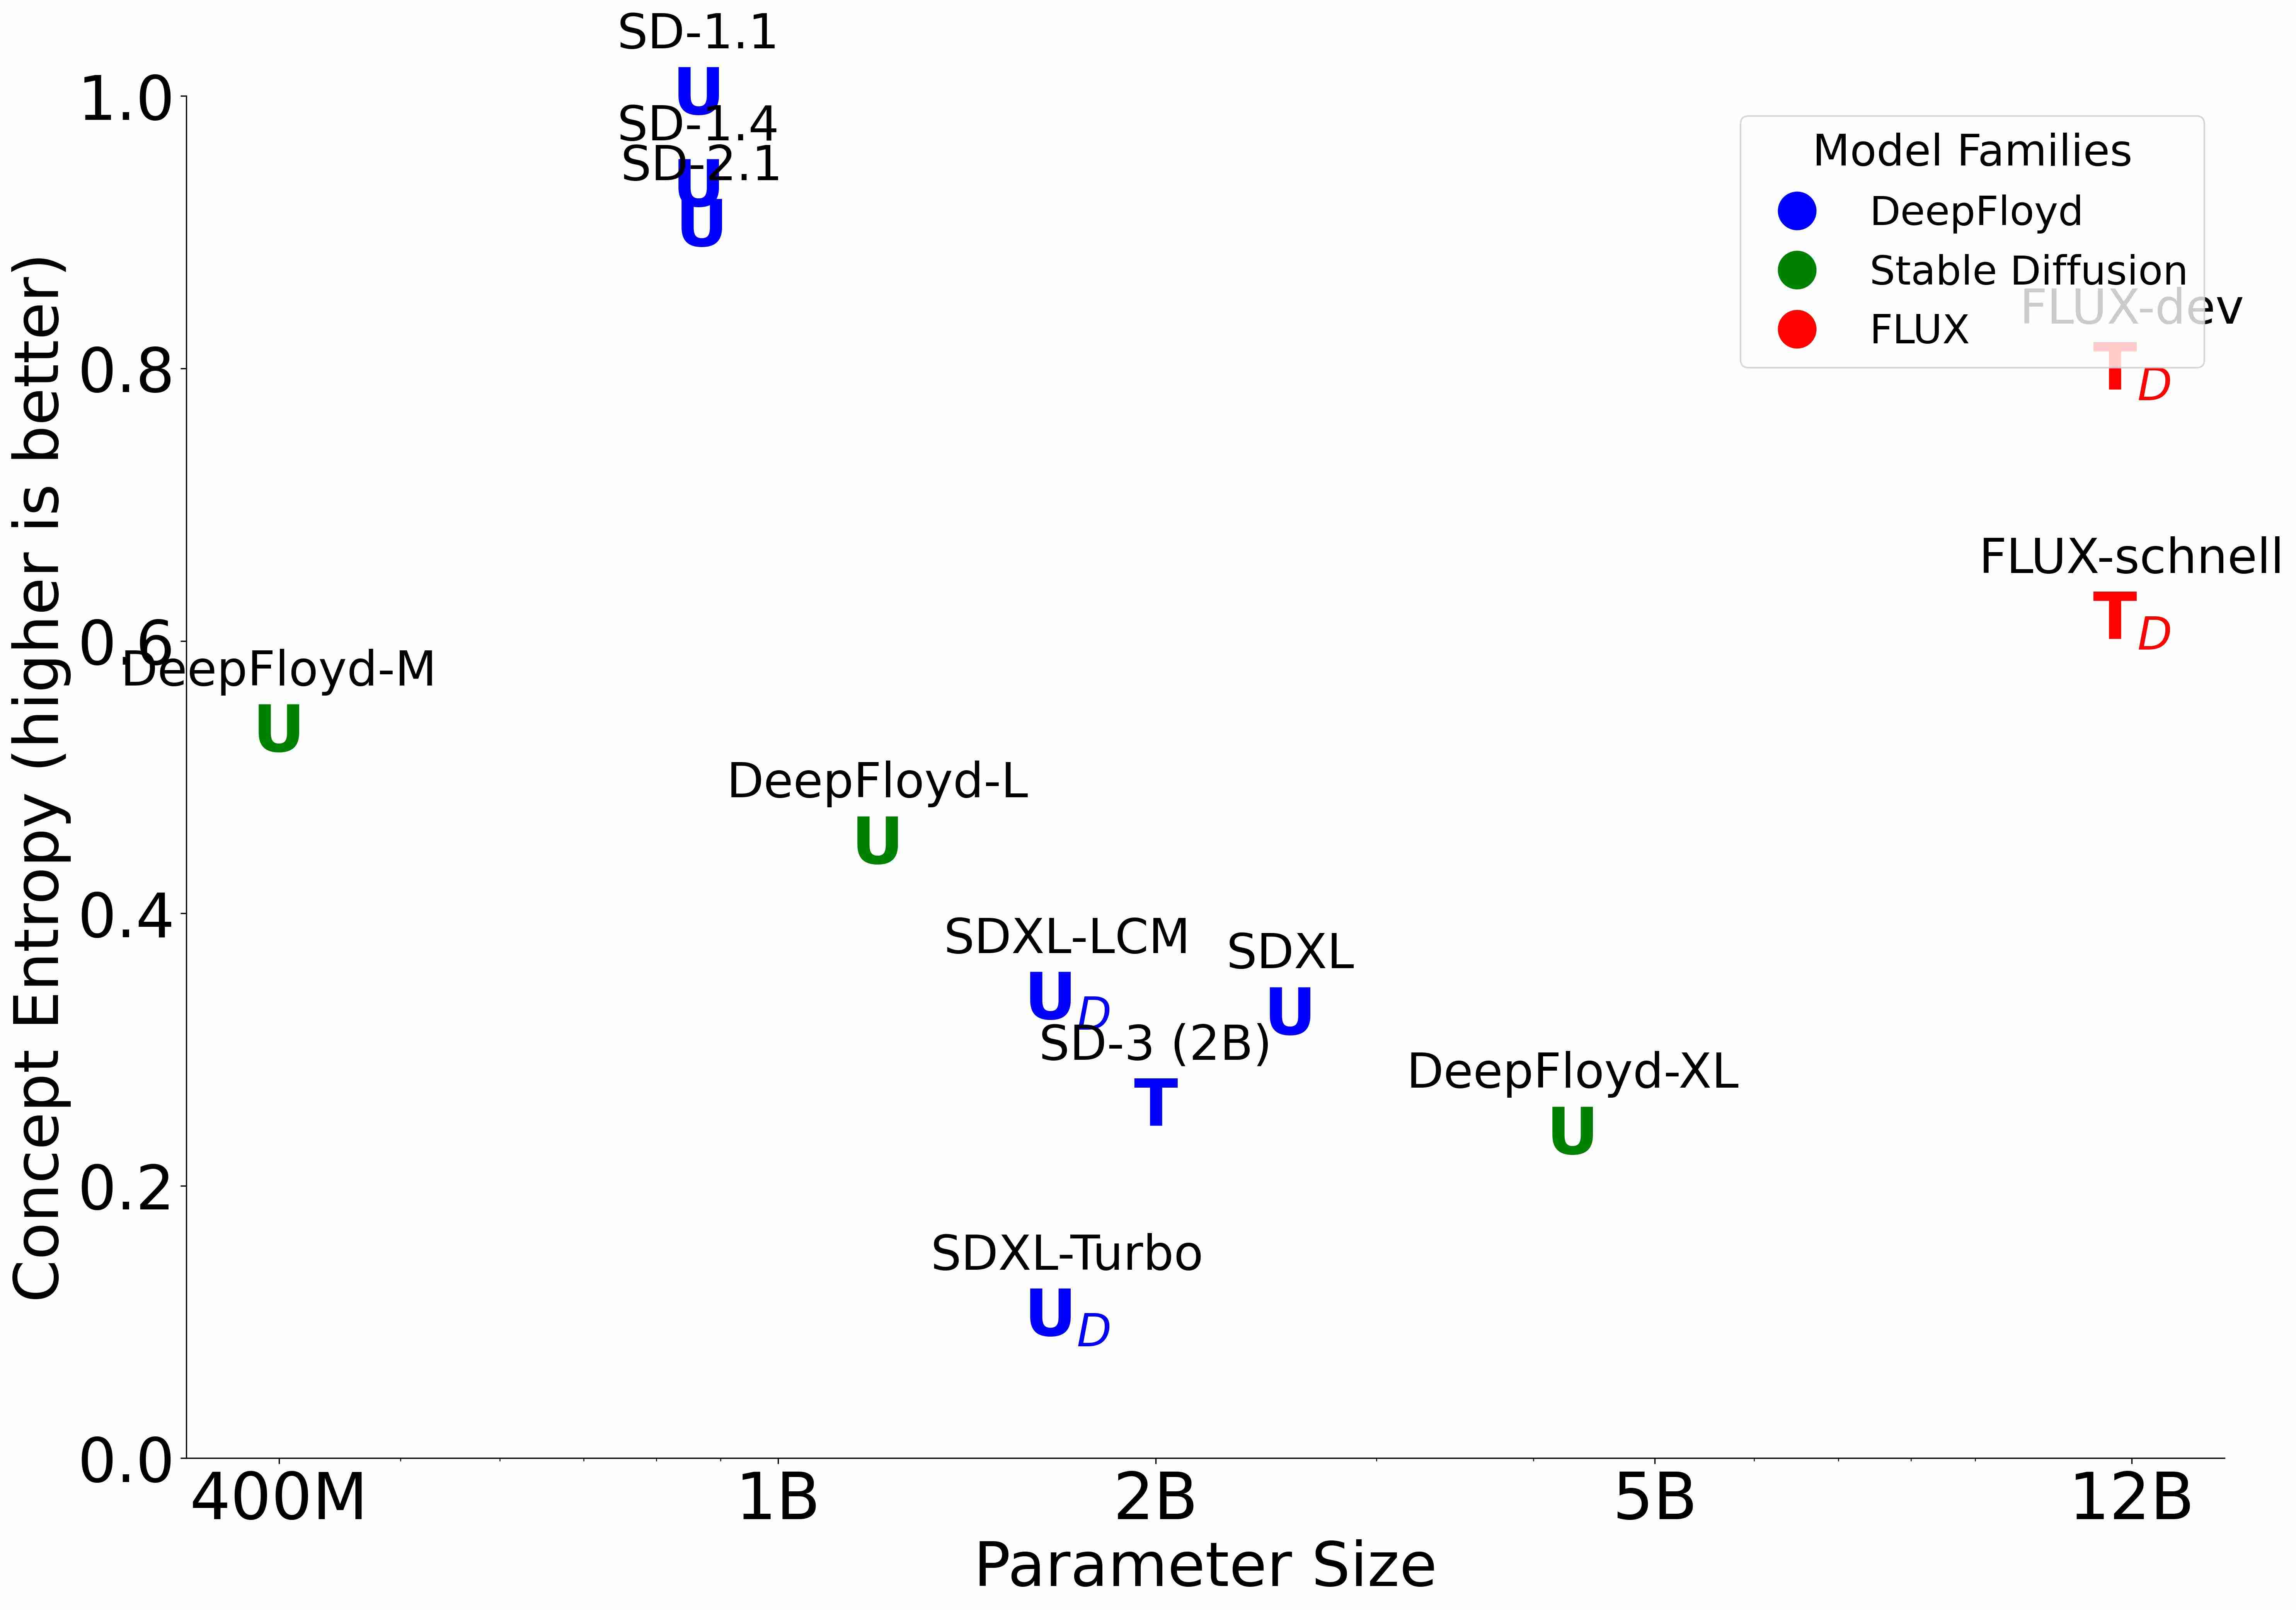 SD-1.1
U
1.0
SD-1.4
U
SD-2.1
U
Model Families
DeepFloyd
Stable Diffusion
FLUX
FLUX-dev
T D
0.8
FLUX-schnell
T D
0.6
DeepFloyd-M
U
DeepFloyd-L
U
0.4
SDXL-LCM
U D
SDXL
U
SD-3 (2B)
T
DeepFloyd-XL
U
0.2
SDXL-Turbo
U D
0.0
Concept Entropy (higher is better)
400M 1B 2B 5B 12B
Parameter Size